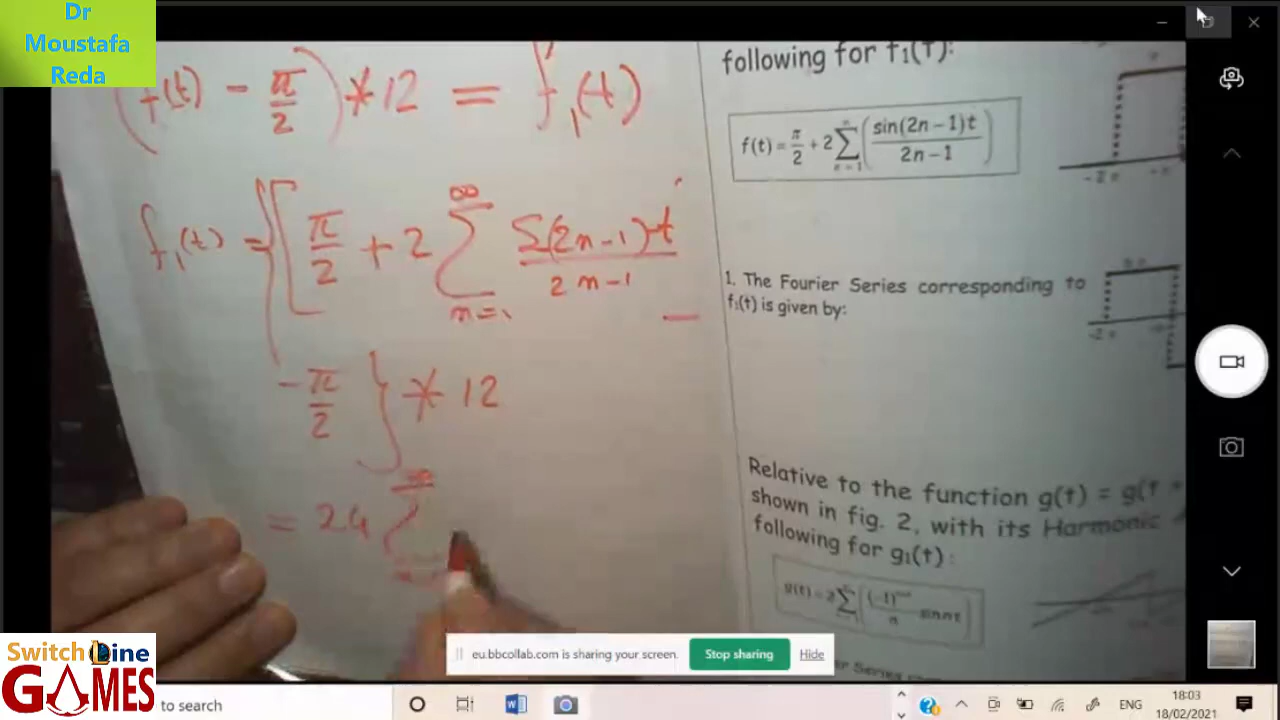 Dr
Moustafa
Reda
(f(t) - π/2) * 12 = f₁(t)
f₁(t) = {[π/2 + 2 ∑ n=1 ∞ S(2n-1)t / 2n-1
- π/2 } * 12
= 24 ∑ ∞
following for f₁(t):
f(t) = π/2 + 2 ∑ n=1 ( sin(2n-1)t / 2n-1 )
1. The Fourier Series corresponding to
f₁(t) is given by:
Relative to the function g(t) = g(t +
shown in fig. 2, with its Harmonic
following for g₁(t):
Series
eu.bbcollab.com is sharing your screen.
Stop sharing
Hide
Switch Line
GAMES
to search
ENG
18:03
18/02/2021